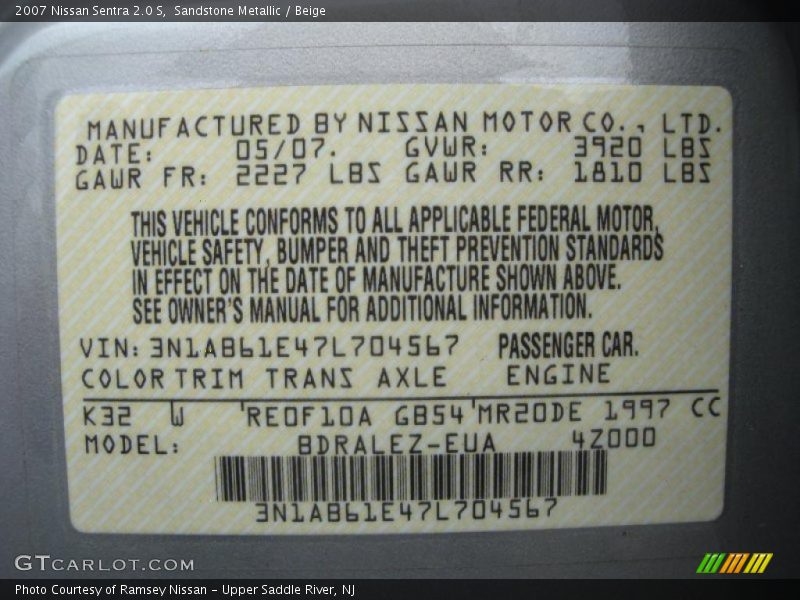 2007 Nissan Sentra 2.0 S, Sandstone Metallic / Beige
MANUFACTURED BY NISSAN MOTOR CO., LTD.
DATE: 05/07. GVWR: 3920 LBS
GAWR FR: 2227 LBS GAWR RR: 1810 LBS
THIS VEHICLE CONFORMS TO ALL APPLICABLE FEDERAL MOTOR,
VEHICLE SAFETY, BUMPER AND THEFT PREVENTION STANDARDS
IN EFFECT ON THE DATE OF MANUFACTURE SHOWN ABOVE.
SEE OWNER'S MANUAL FOR ADDITIONAL INFORMATION.
VIN: 3N1AB61E47L704567 PASSENGER CAR.
COLOR TRIM TRANS AXLE ENGINE
K32 W 'RE0F10A GB54'MR20DE 1997 CC
MODEL: BDRALEZ-EUA 4Z000
3N1AB61E47L704567
GTCARLOT.COM
Photo Courtesy of Ramsey Nissan - Upper Saddle River, NJ